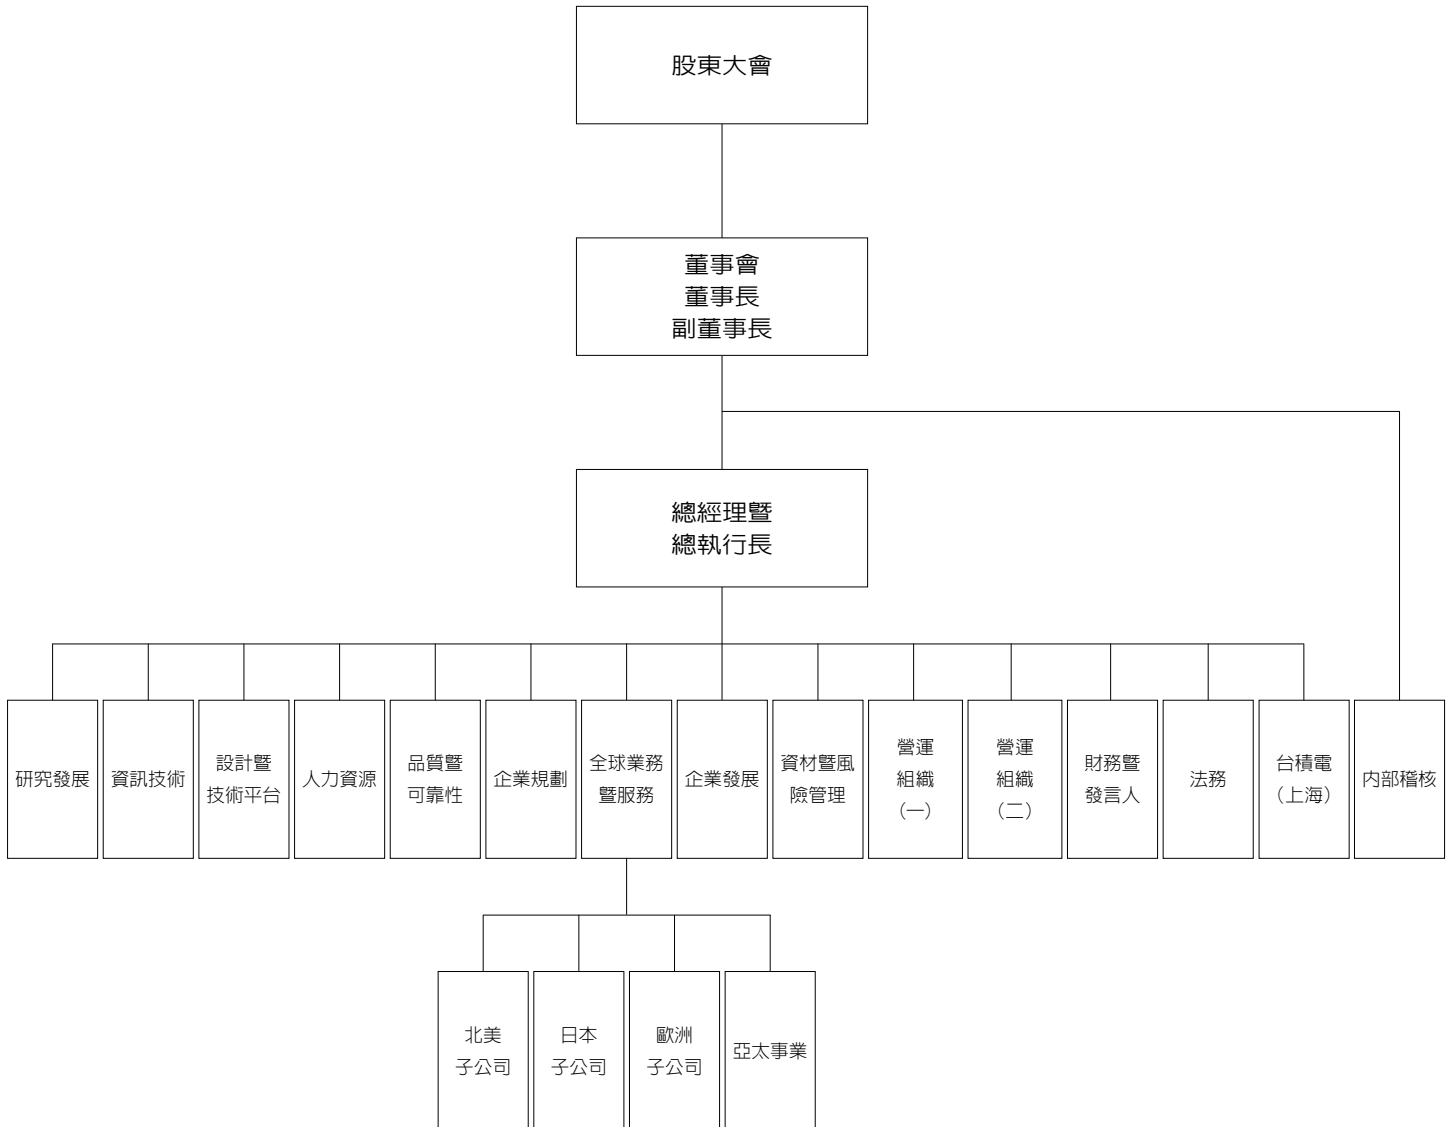 股東大會
董事會
董事長
副董事長
總經理暨
總執行長
研究發展
資訊技術
設計暨
技術平台
人力資源
品質暨
可靠性
企業規劃
全球業務
暨服務
企業發展
資材暨風
險管理
營運
組織
（一）
營運
組織
（二）
財務暨
發言人
法務
台積電
（上海）
內部稽核
北美
子公司
日本
子公司
歐洲
子公司
亞太事業